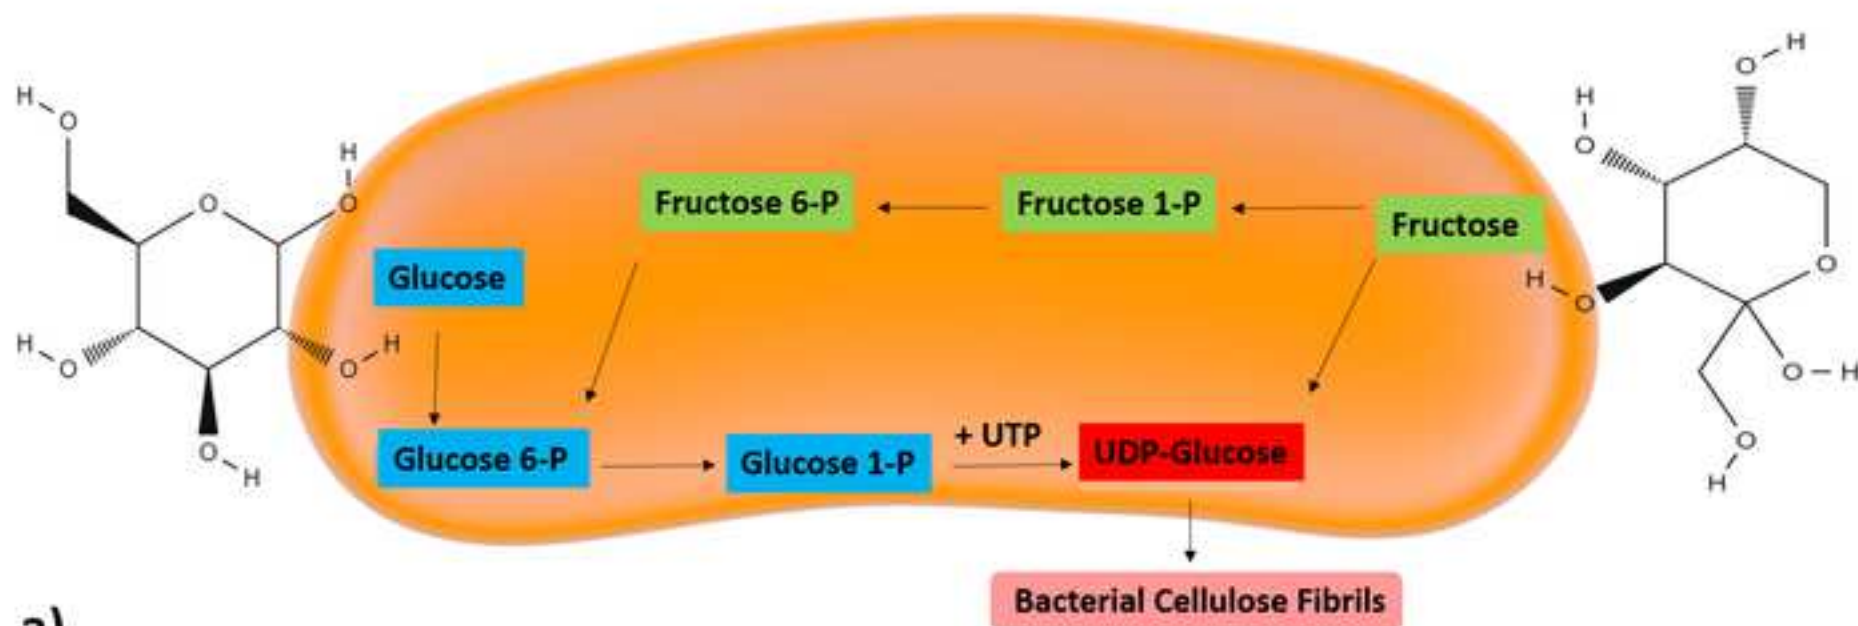 Fructose 6-P
Fructose 1-P
Fructose
Glucose
Glucose 6-P
Glucose 1-P
+ UTP
UDP-Glucose
Bacterial Cellulose Fibrils
a)
H
O
H
O
O
H
O
O
H
O
H
H
O
H
O
H
O
O
H
O
O
H
O
H